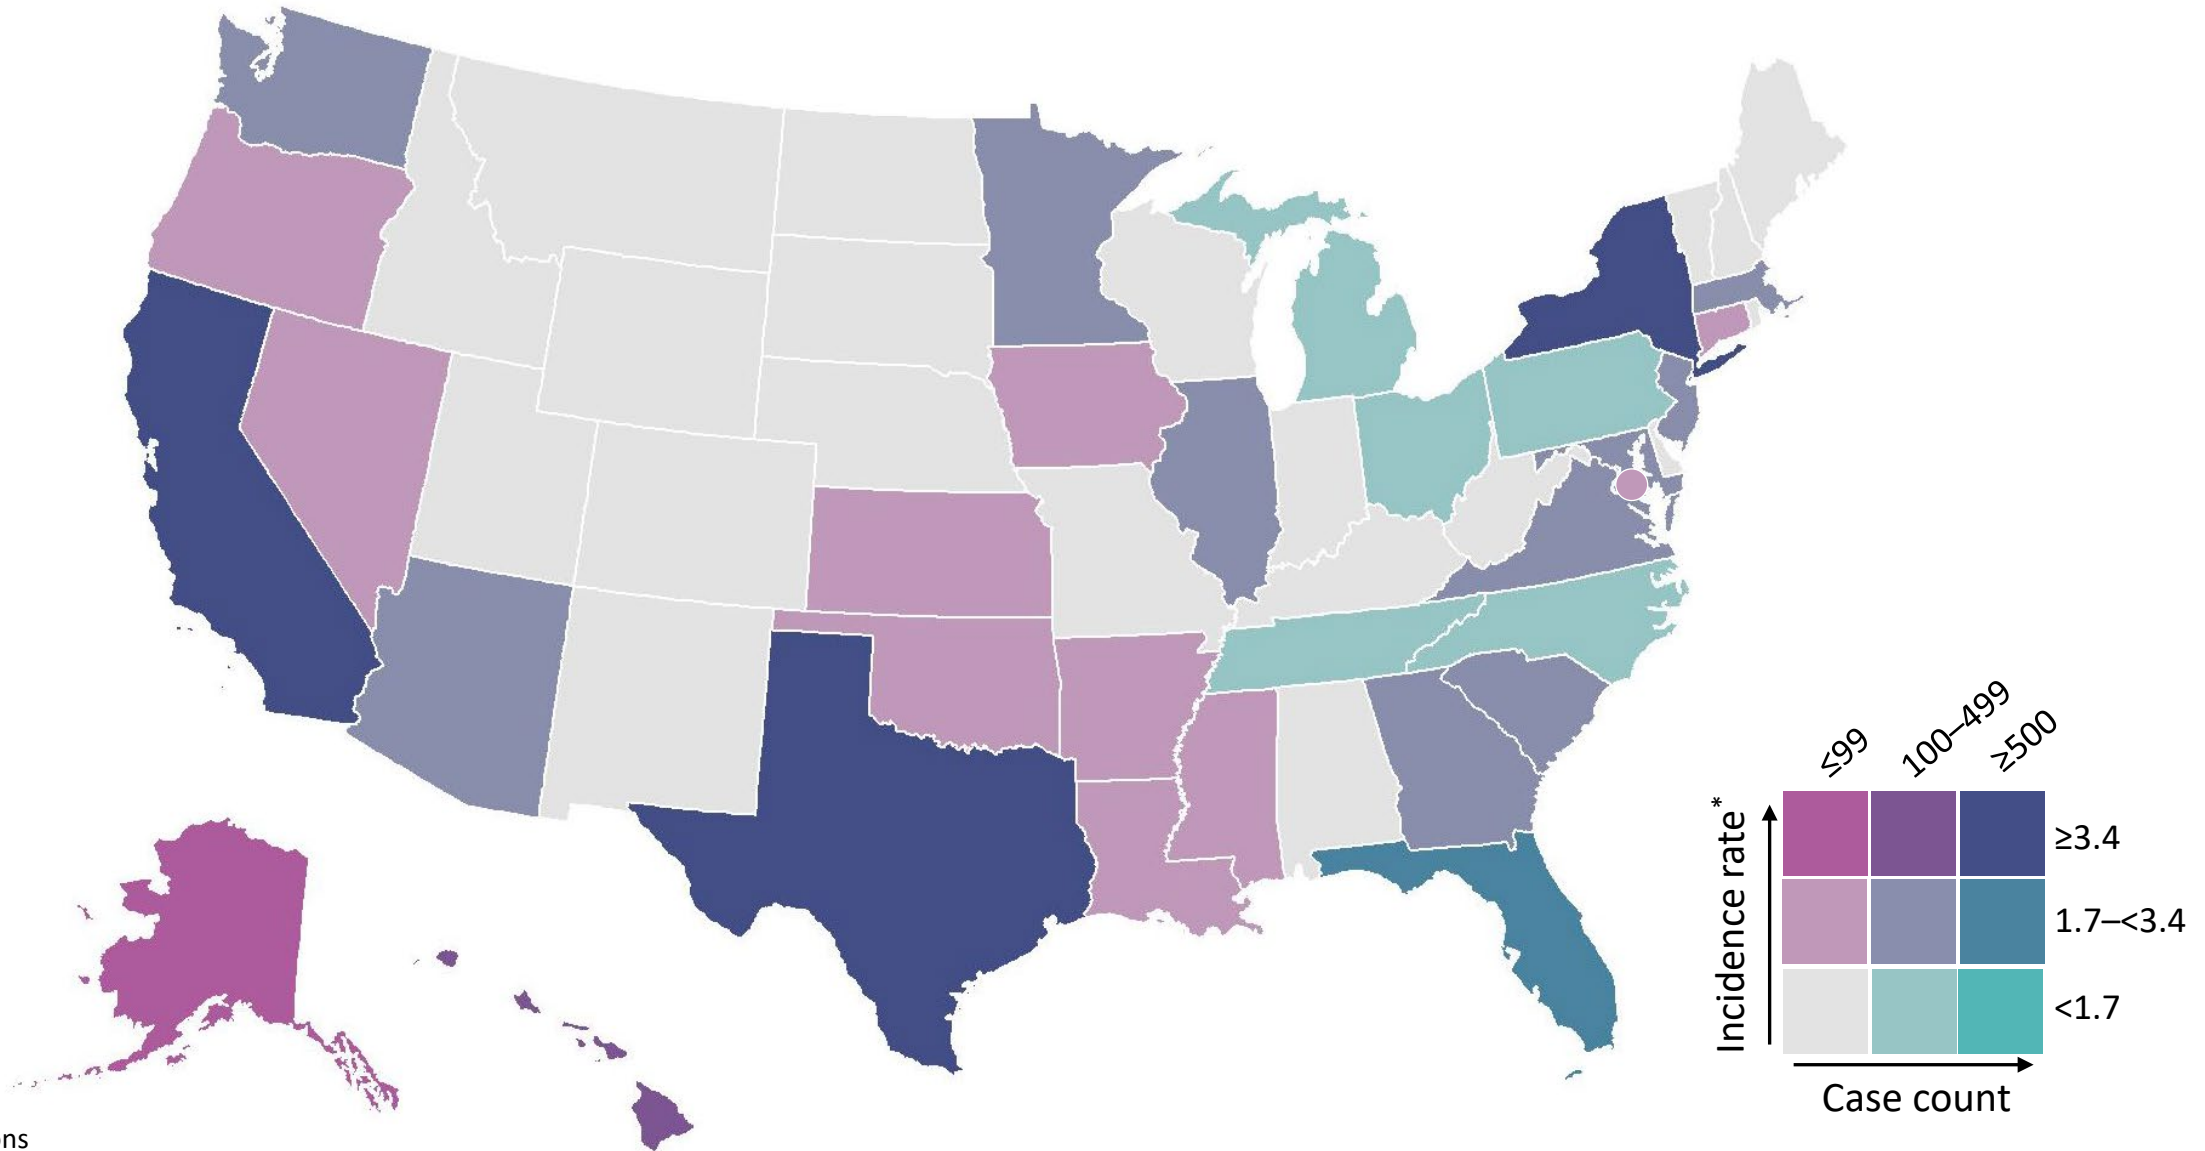 ≤99
100–499
≥500
Incidence rate*
≥3.4
1.7–<3.4
<1.7
Case count
ns